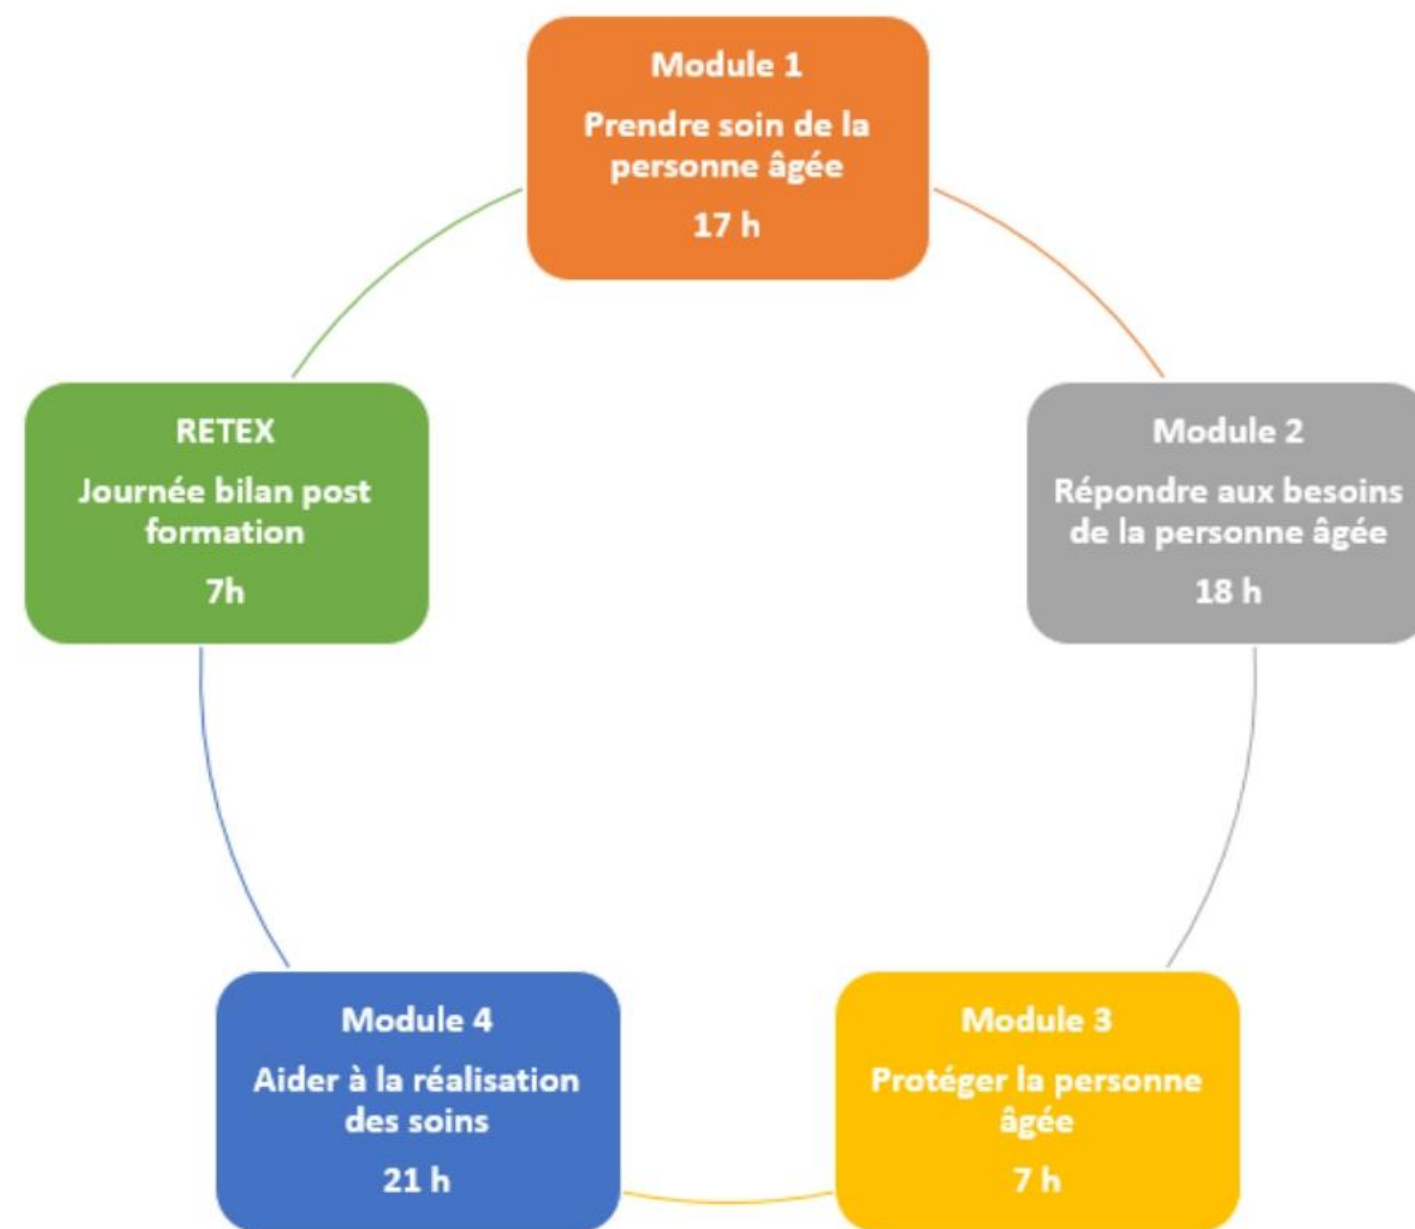 Module 1
Prendre soin de la
personne âgée
17 h
Module 2
Répondre aux besoins
de la personne âgée
18 h
Module 3
Protéger la personne
âgée
7 h
Module 4
Aider à la réalisation
des soins
21 h
RETEX
Journée bilan post
formation
7h